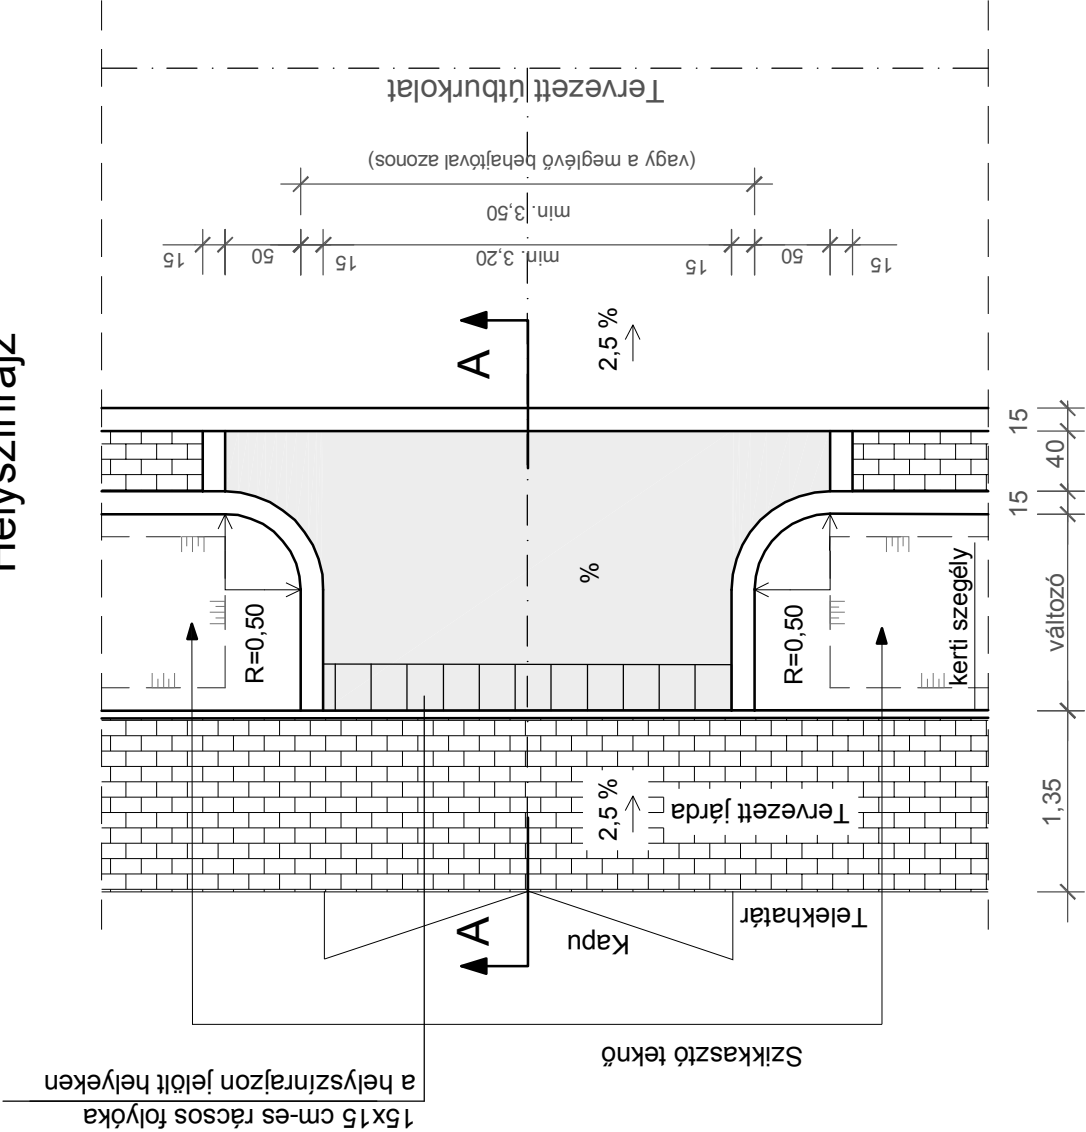 Helyszínrajz
Tervezett útburkolat
(vagy a meglévő behajtóval azonos)
min. 3,50
15
50
15
min. 3,20
15
50
15
A
2,5 %
15
40
15
változó
1,35
%
R=0,50
R=0,50
kerti szegély
2,5 %
Tervezett járda
Telekhatár
A
Kapu
Szikkasztó teknő
15x15 cm-es rácsos folyóka
a helyszínrajzon jelölt helyeken